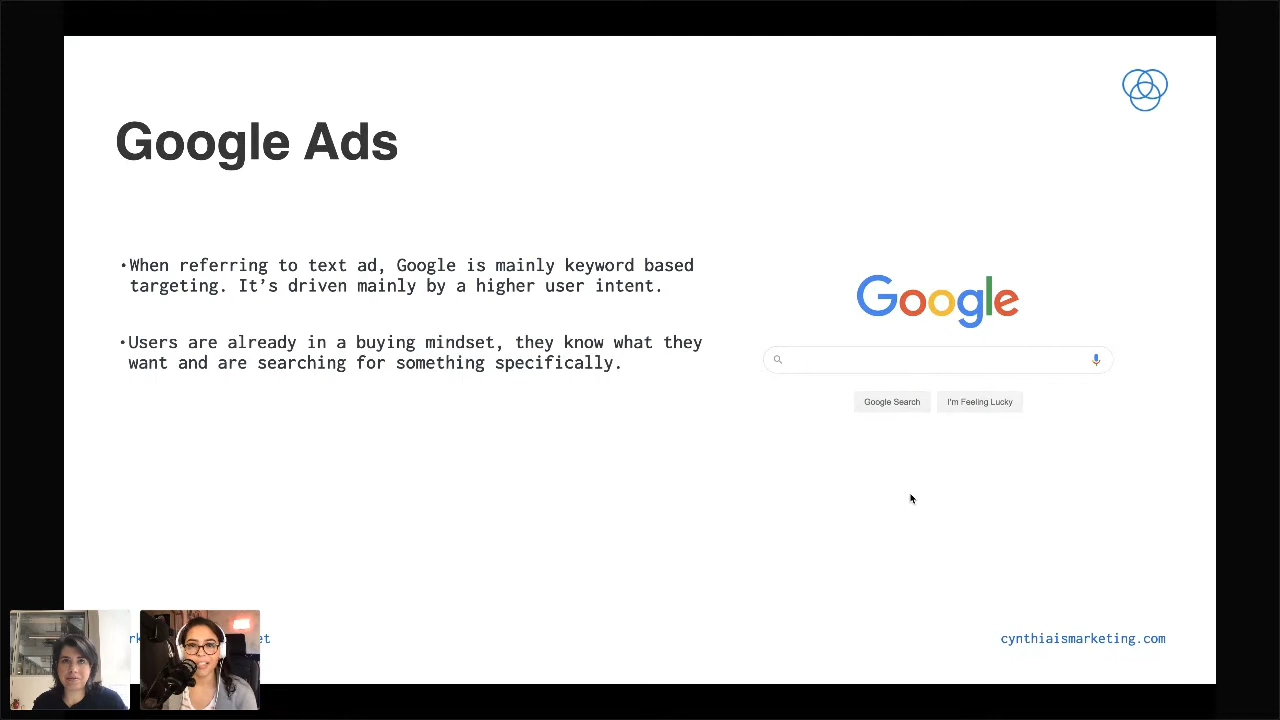 Google Ads
•When referring to text ad, Google is mainly keyword based
targeting. It’s driven mainly by a higher user intent.
•Users are already in a buying mindset, they know what they
want and are searching for something specifically.
Google
Google Search
I'm Feeling Lucky
cynthiaismarketing.com